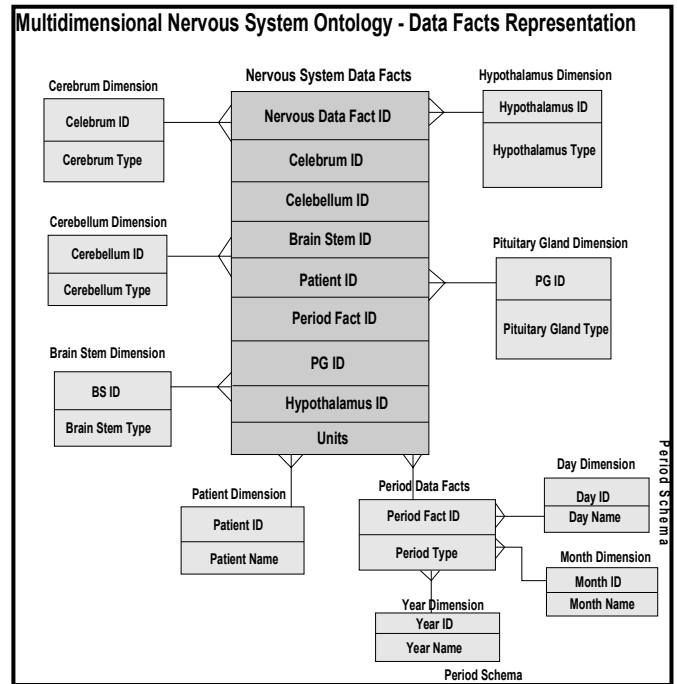 Multidimensional Nervous System Ontology - Data Facts Representation
Nervous System Data Facts
Nervous Data Fact ID
Celebrum ID
Celebellum ID
Brain Stem ID
Patient ID
Period Fact ID
PG ID
Hypothalamus ID
Units
Cerebrum Dimension
Celebrum ID
Cerebrum Type
Cerebellum Dimension
Cerebellum ID
Cerebellum Type
Brain Stem Dimension
BS ID
Brain Stem Type
Hypothalamus Dimension
Hypothalamus ID
Hypothalamus Type
Pituitary Gland Dimension
PG ID
Pituitary Gland Type
Patient Dimension
Patient ID
Patient Name
Period Data Facts
Period Fact ID
Period Type
Day Dimension
Day ID
Day Name
Month Dimension
Month ID
Month Name
Year Dimension
Year ID
Year Name
Period Schema
Period Schema